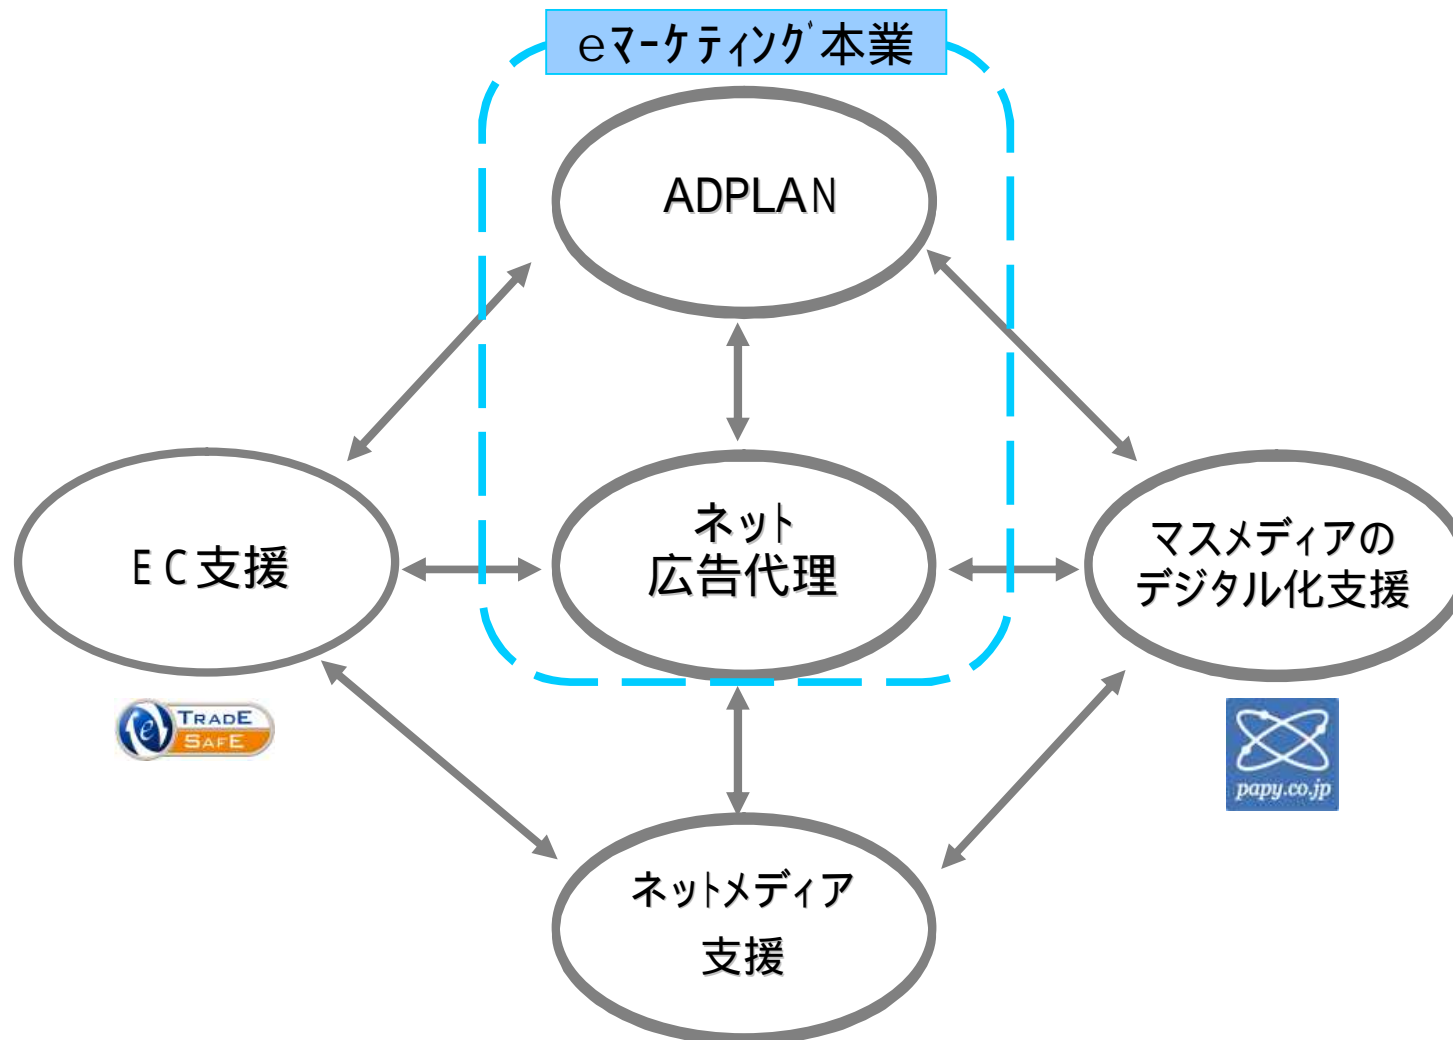 eﾏｰｹﾃｨﾝｸﾞ本業
ADPLAN
EC支援
ネット
広告代理
マスメディアの
デジタル化支援
TRADE
SAFE
papy.co.jp
ネットメディア
支援